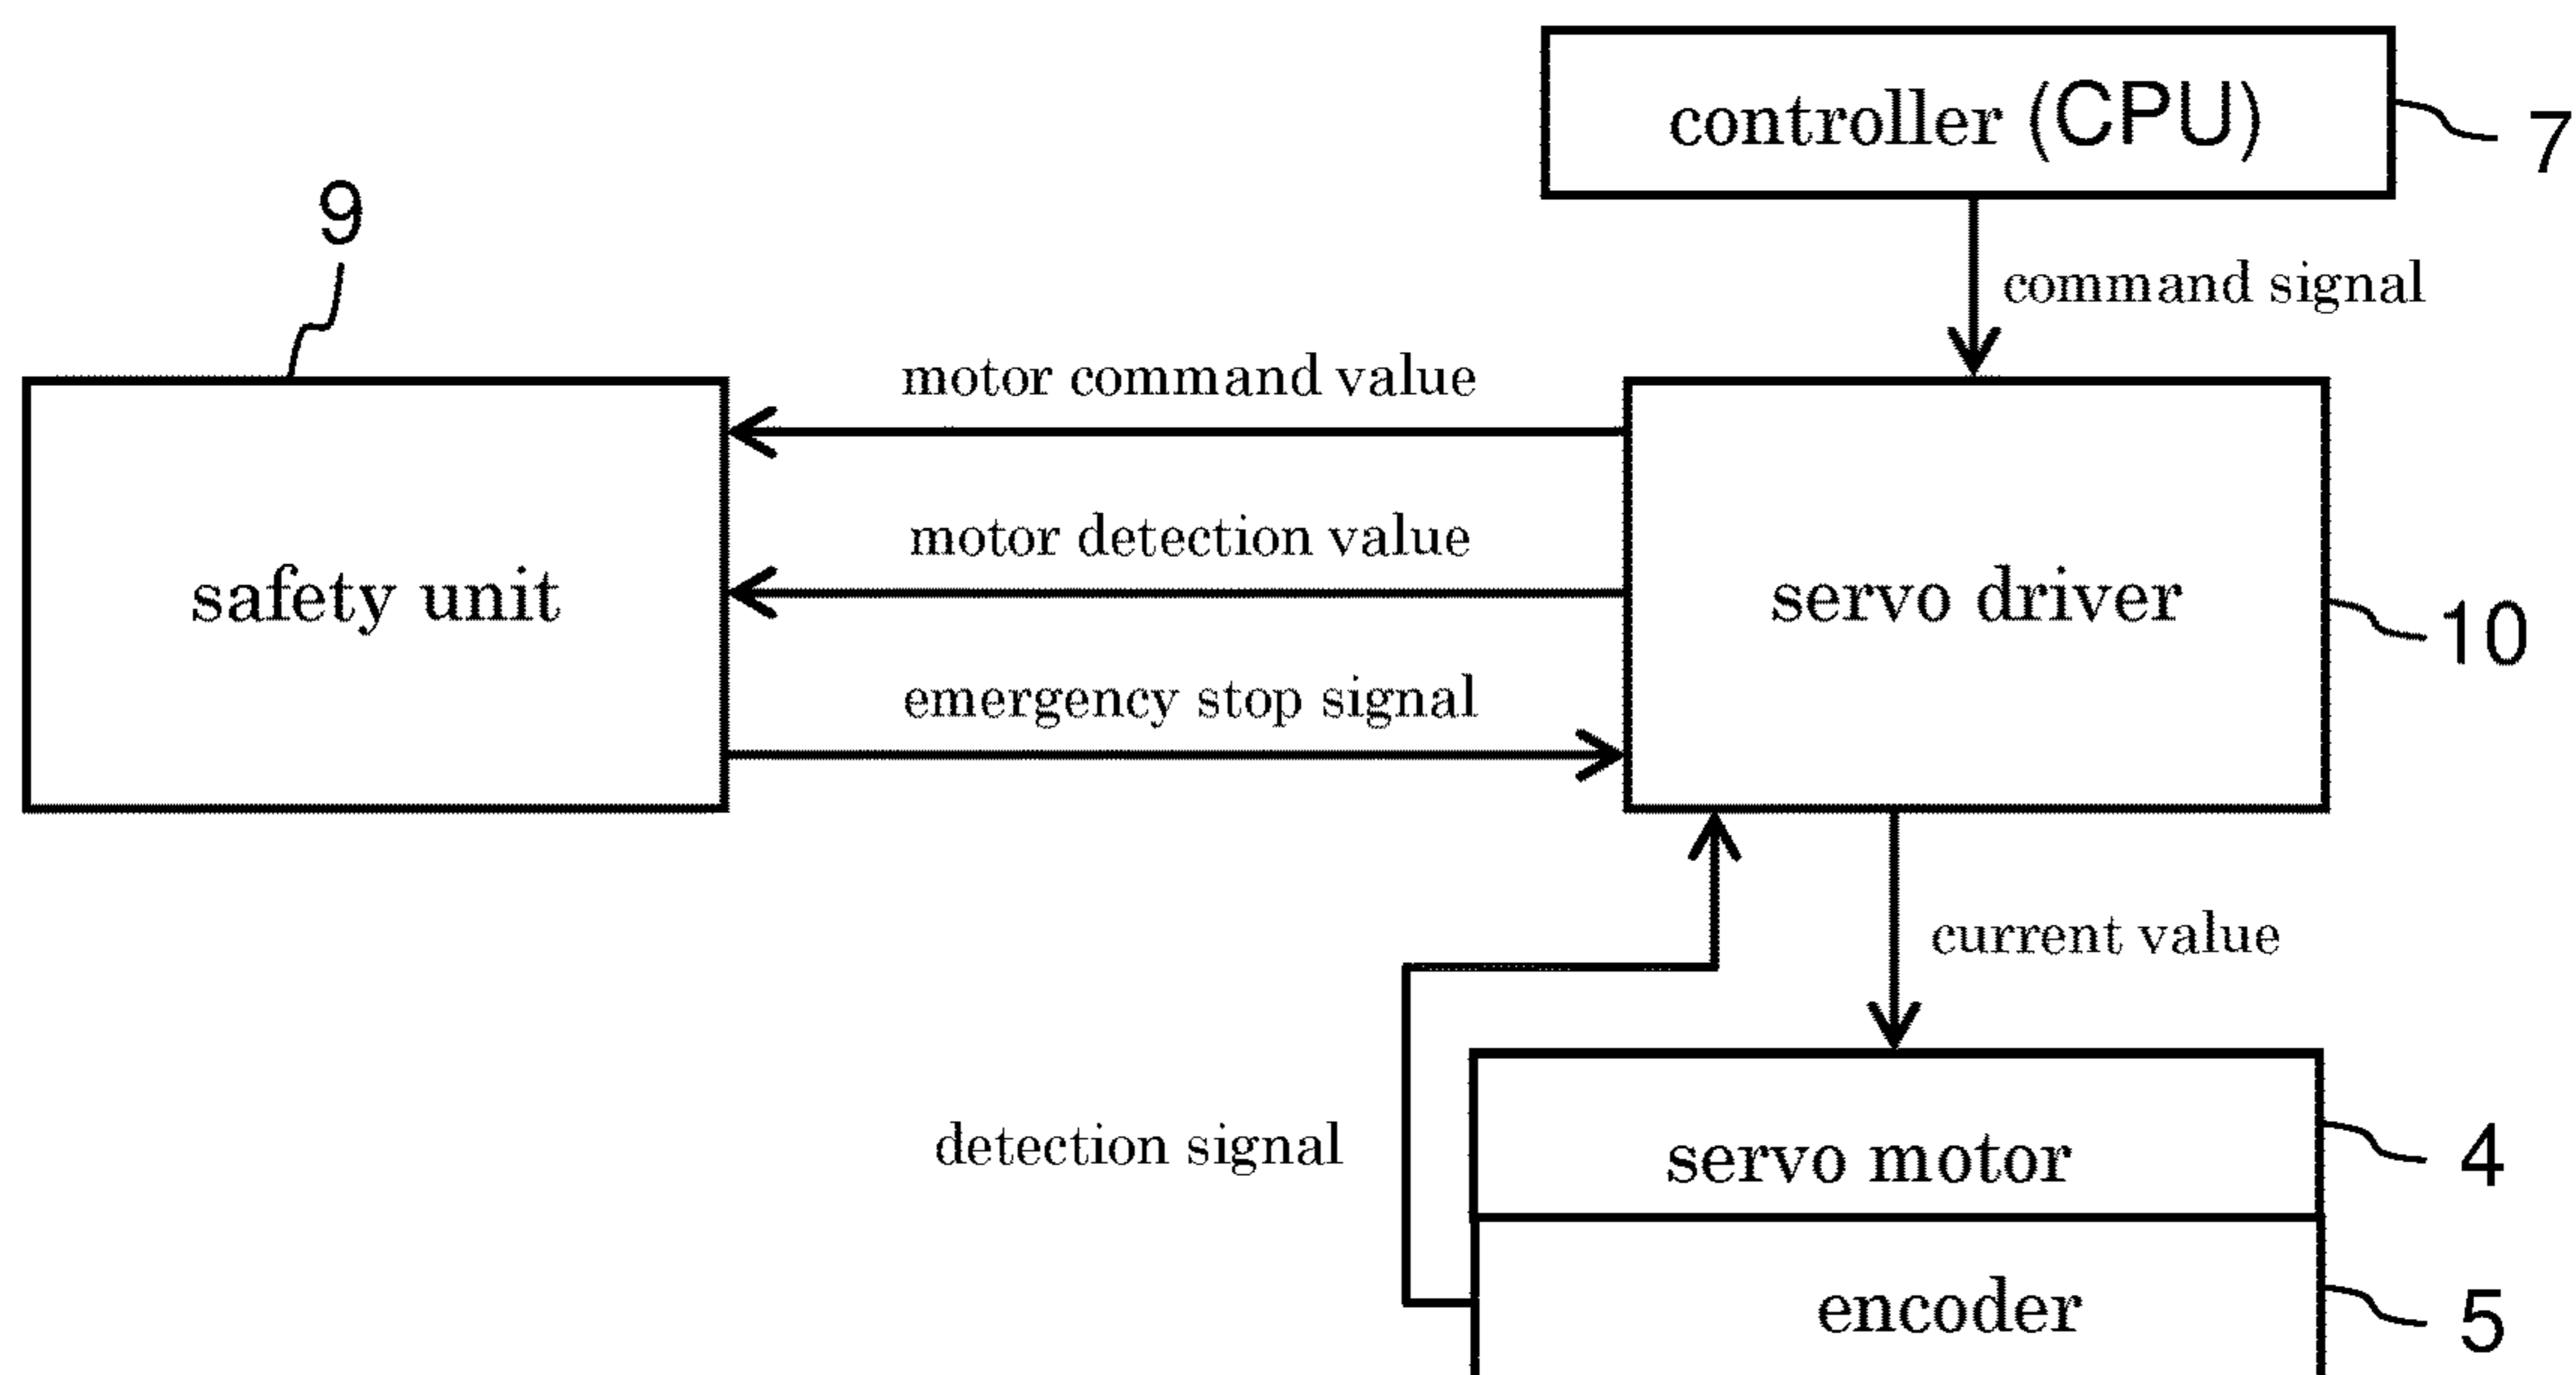 controller (CPU)
7
9
command signal
motor command value
motor detection value
safety unit
servo driver
10
emergency stop signal
current value
detection signal
servo motor
4
encoder
5